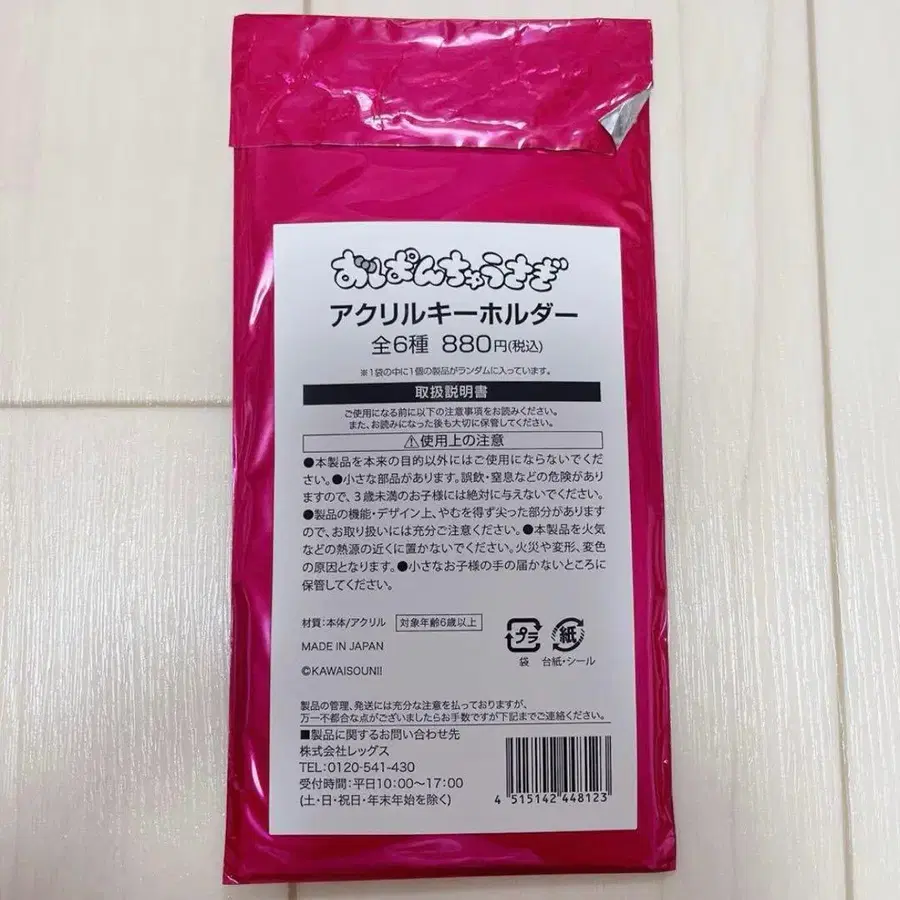 おぱんちゅうさぎ
アクリルキーホルダー
全6種 880円(税込)
※1袋の中に1個の製品がランダムに入っています。
取扱説明書
ご使用になる前に以下の注意事項をお読みください。
また、お読みになった後も大切に保管してください。
⚠使用上の注意
●本製品を本来の目的以外にはご使用にならないでくだ
さい。●小さな部品があります。誤飲・窒息などの危険があり
ますので、3歳未満のお子様には絶対に与えないでください。
●製品の機能・デザイン上、やむを得ず尖った部分があります
ので、お取り扱いには充分ご注意ください。●本製品を火気
などの熱源の近くに置かないでください。火災や変形、変色
の原因となります。●小さなお子様の手の届かないところに
保管してください。
材質:本体/アクリル 対象年齢6歳以上
MADE IN JAPAN
©KAWAISOUNI!
プラ 紙
袋 台紙・シール
製品の管理、発送には充分な注意を払っておりますが、
万一不都合な点がございましたらお手数ですが下記までご連絡ください。
■製品に関するお問い合わせ先
株式会社レッグス
TEL:0120-541-430
受付時間:平日10:00〜17:00
(土・日・祝日・年末年始を除く)
4 515142 448123